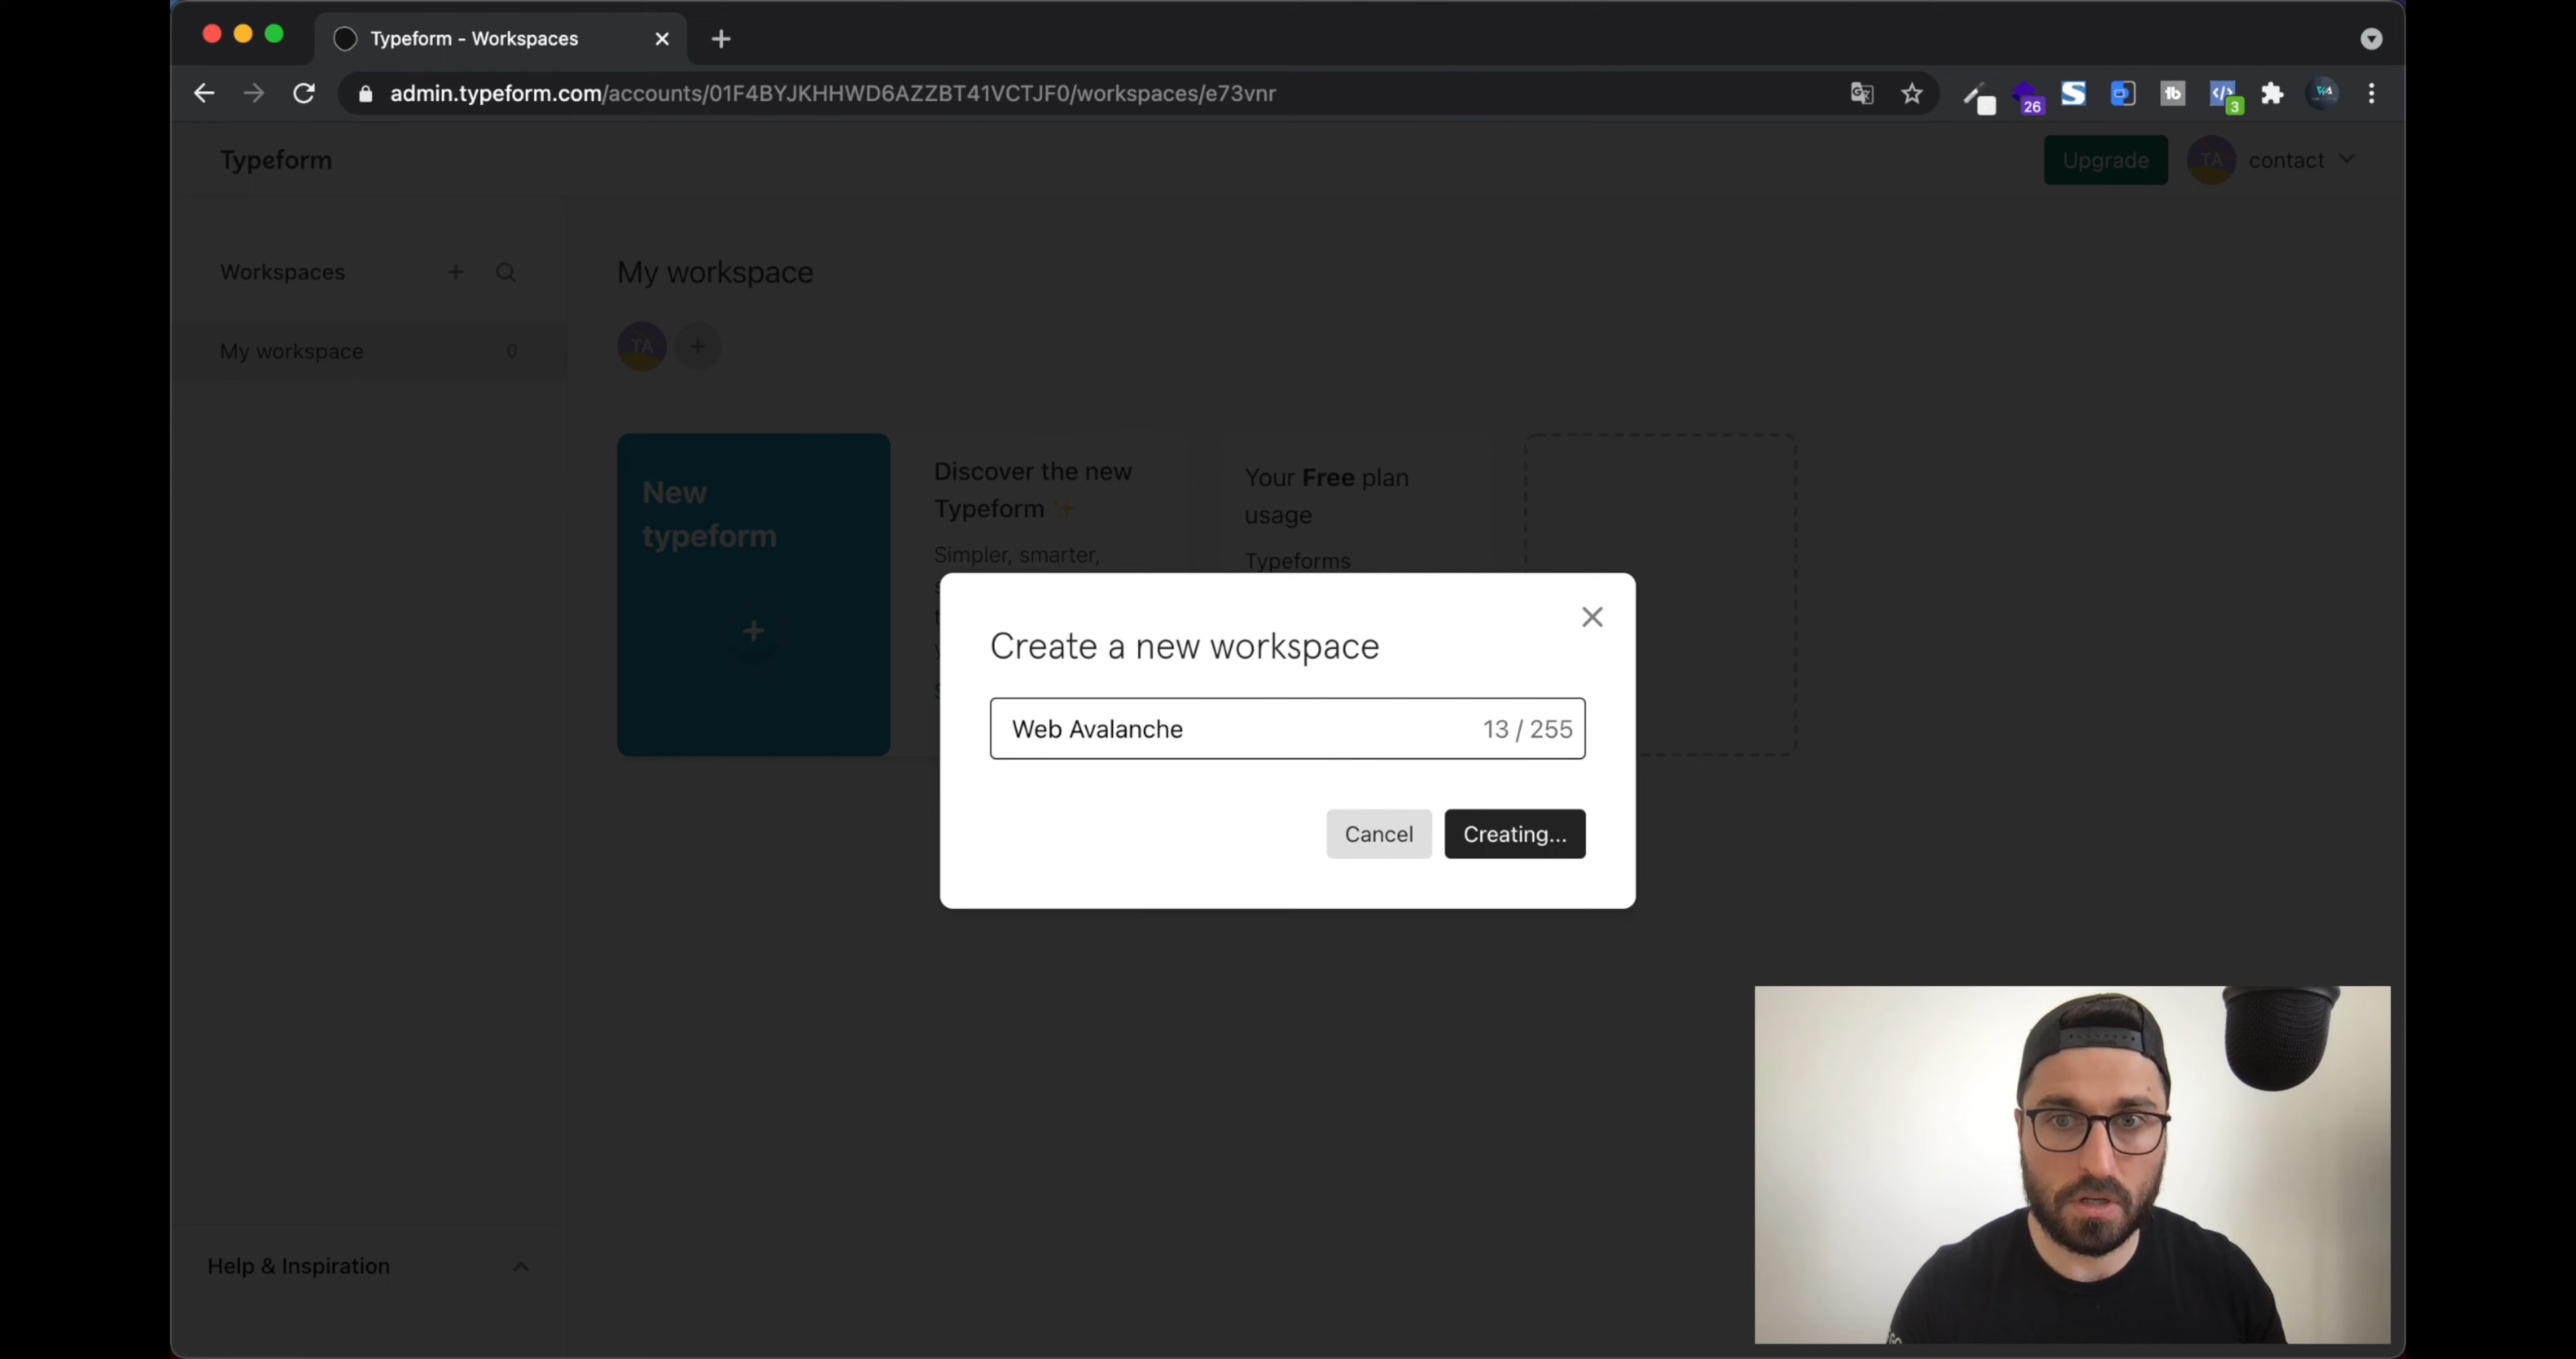 Typeform - Workspaces
admin.typeform.com/accounts/01F4BYJKHHWD6AZZBT41VCTJF0/workspaces/e73vnr
26
3
Typeform
Upgrade
TA
contact
Workspaces
My workspace
0
My workspace
TA
New
typeform
Discover the new
Typeform ✨
Simpler, smarter,
Your Free plan
usage
Typeforms
Create a new workspace
Web Avalanche
13 / 255
Cancel
Creating...
Help & Inspiration